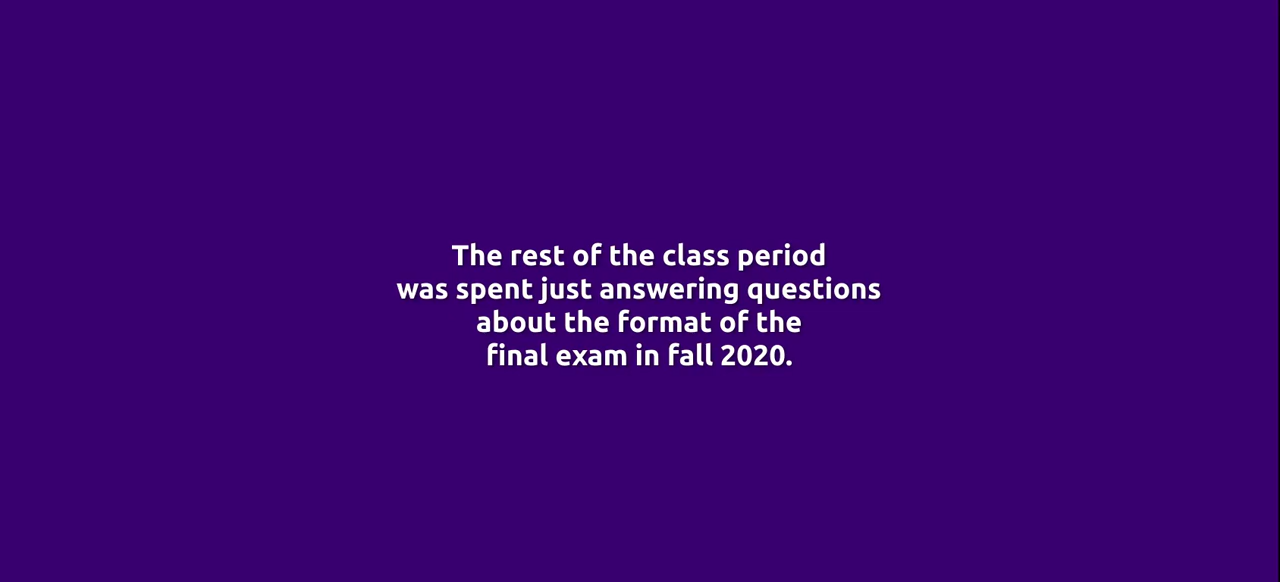 The rest of the class period
was spent just answering questions
about the format of the
final exam in fall 2020.